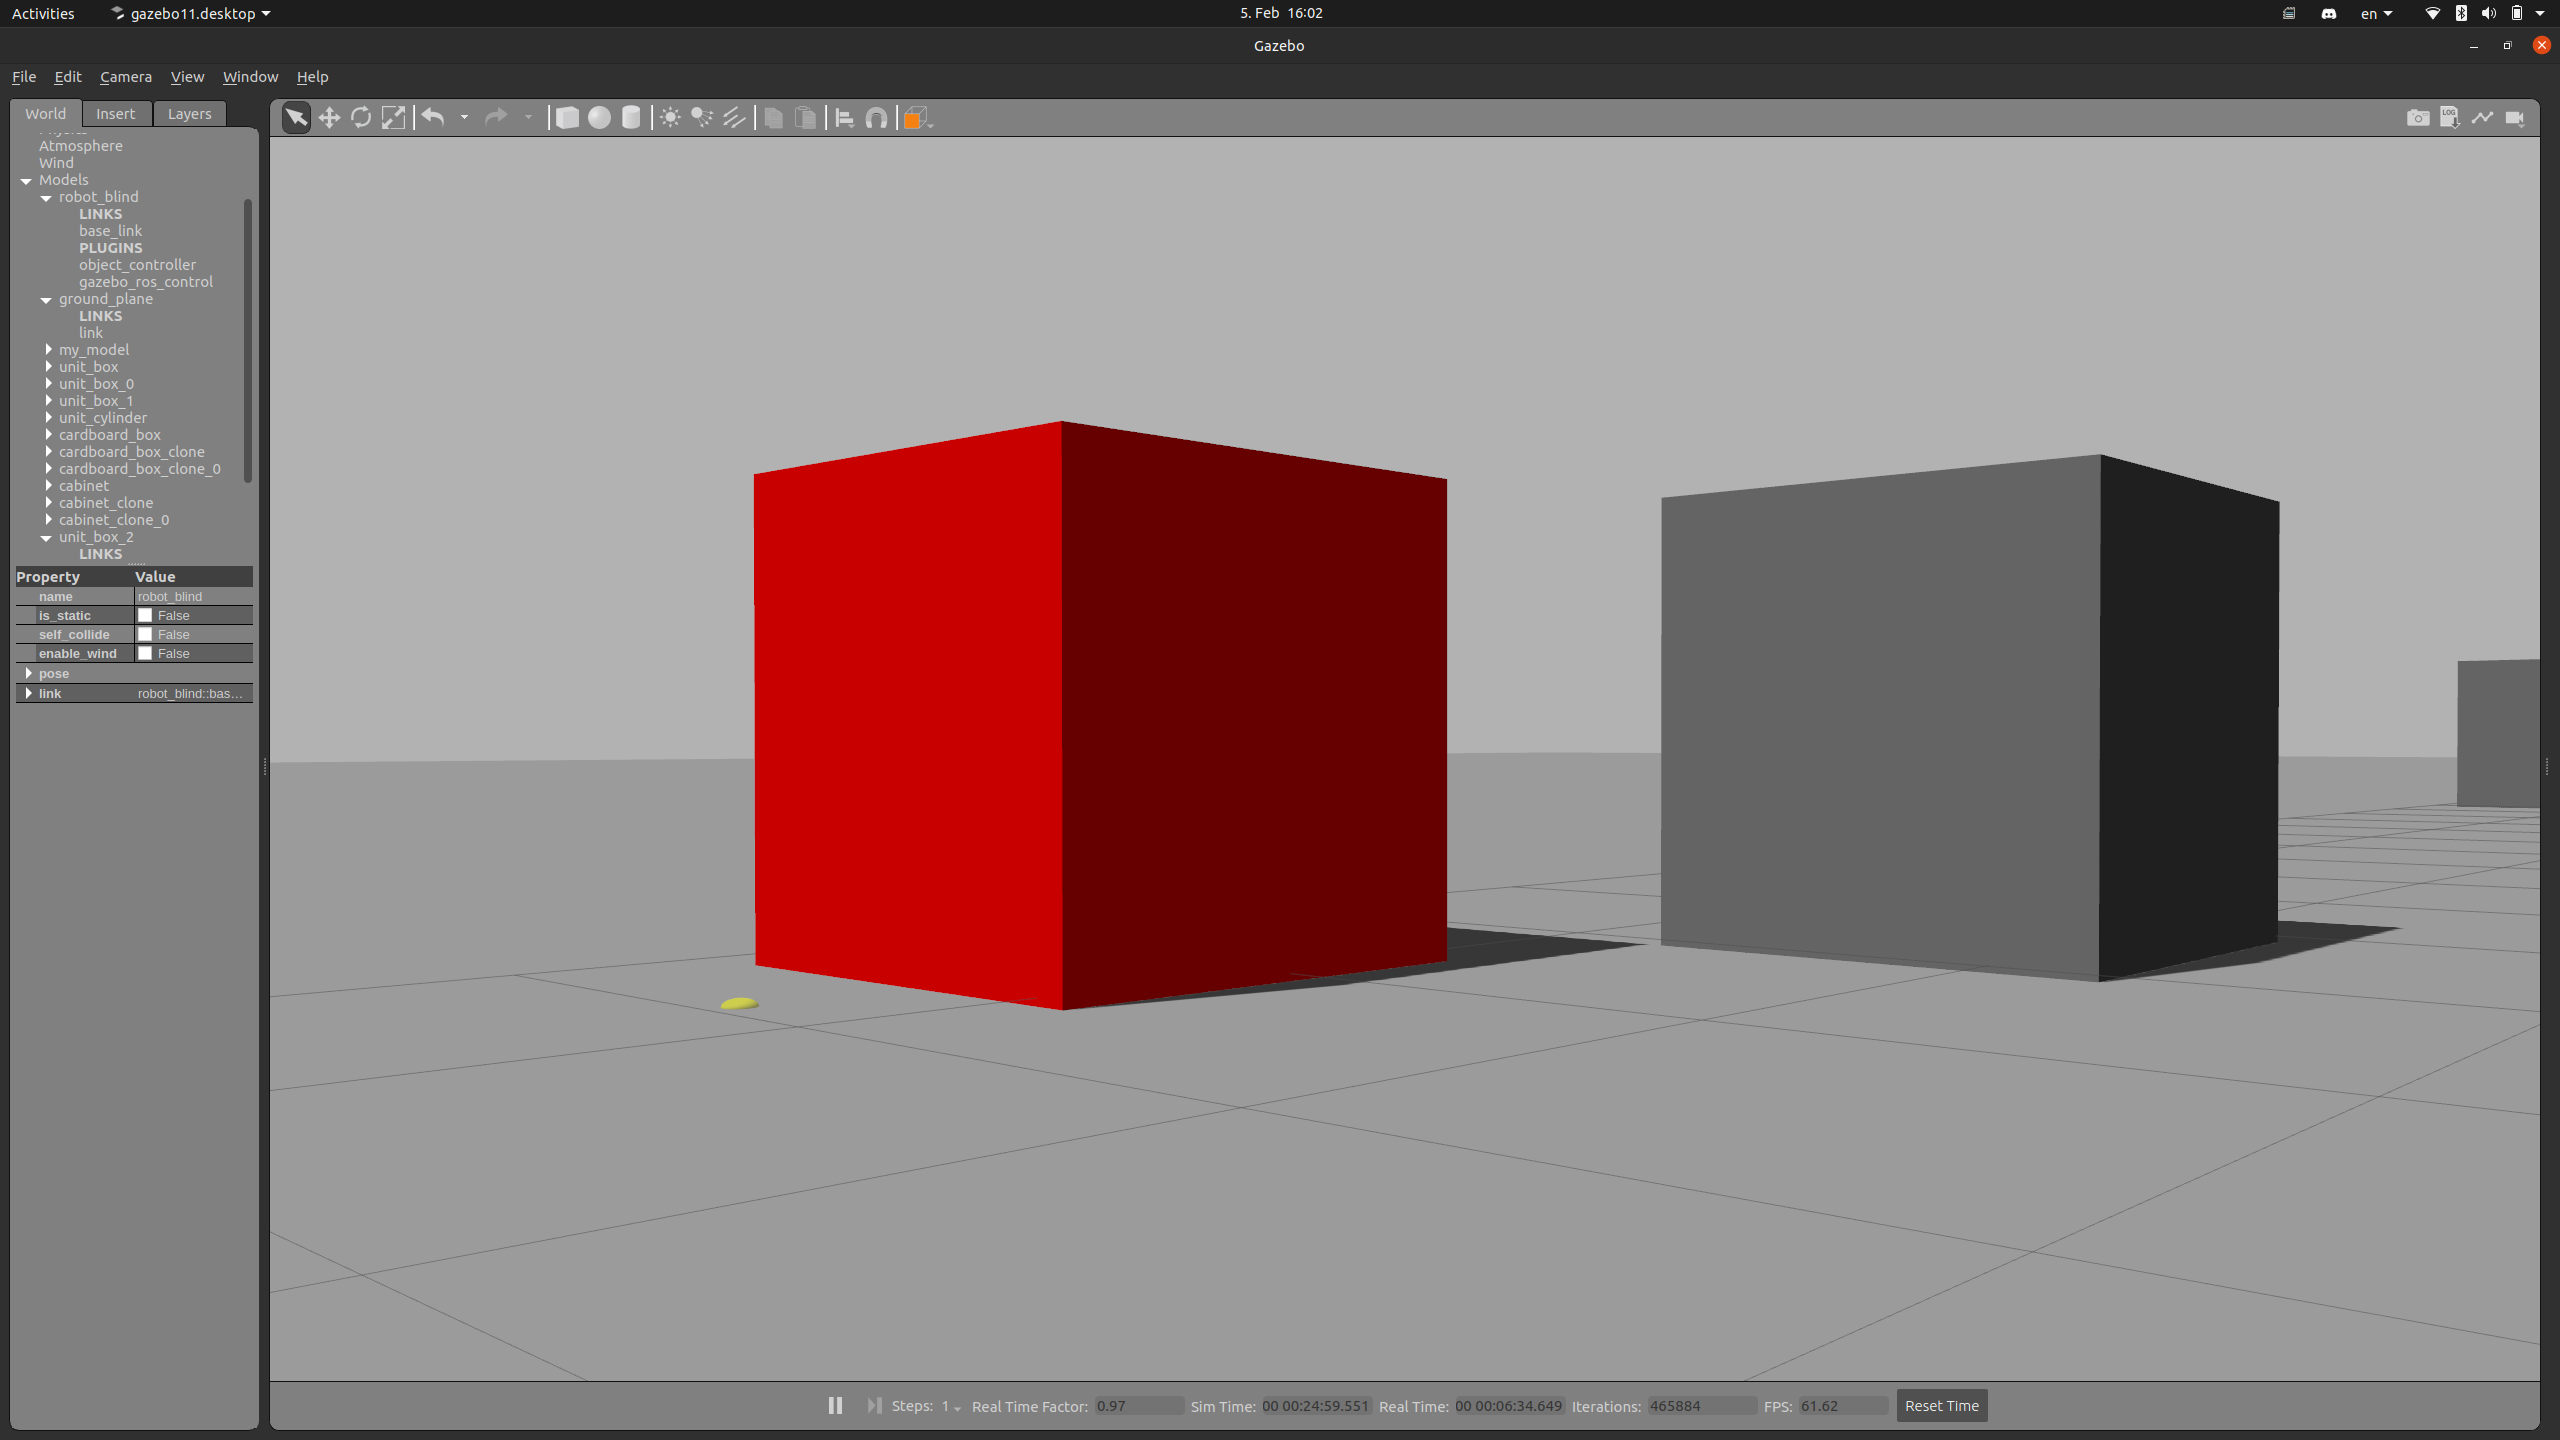 Activities gazebo11.desktop 5. Feb 16:02 en
Gazebo
File Edit Camera View Window Help
World Insert Layers
Physics
Atmosphere
Wind
Models
robot_blind
LINKS
base_link
PLUGINS
object_controller
gazebo_ros_control
ground_plane
LINKS
link
my_model
unit_box
unit_box_0
unit_box_1
unit_cylinder
cardboard_box
cardboard_box_clone
cardboard_box_clone_0
cabinet
cabinet_clone
cabinet_clone_0
unit_box_2
LINKS
Property Value
name robot_blind
is_static False
self_collide False
enable_wind False
pose
link robot_blind::bas...
LOG
Steps: 1 Real Time Factor: 0.97 Sim Time: 00 00:24:59.551 Real Time: 00 00:06:34.649 Iterations: 465884 FPS: 61.62 Reset Time